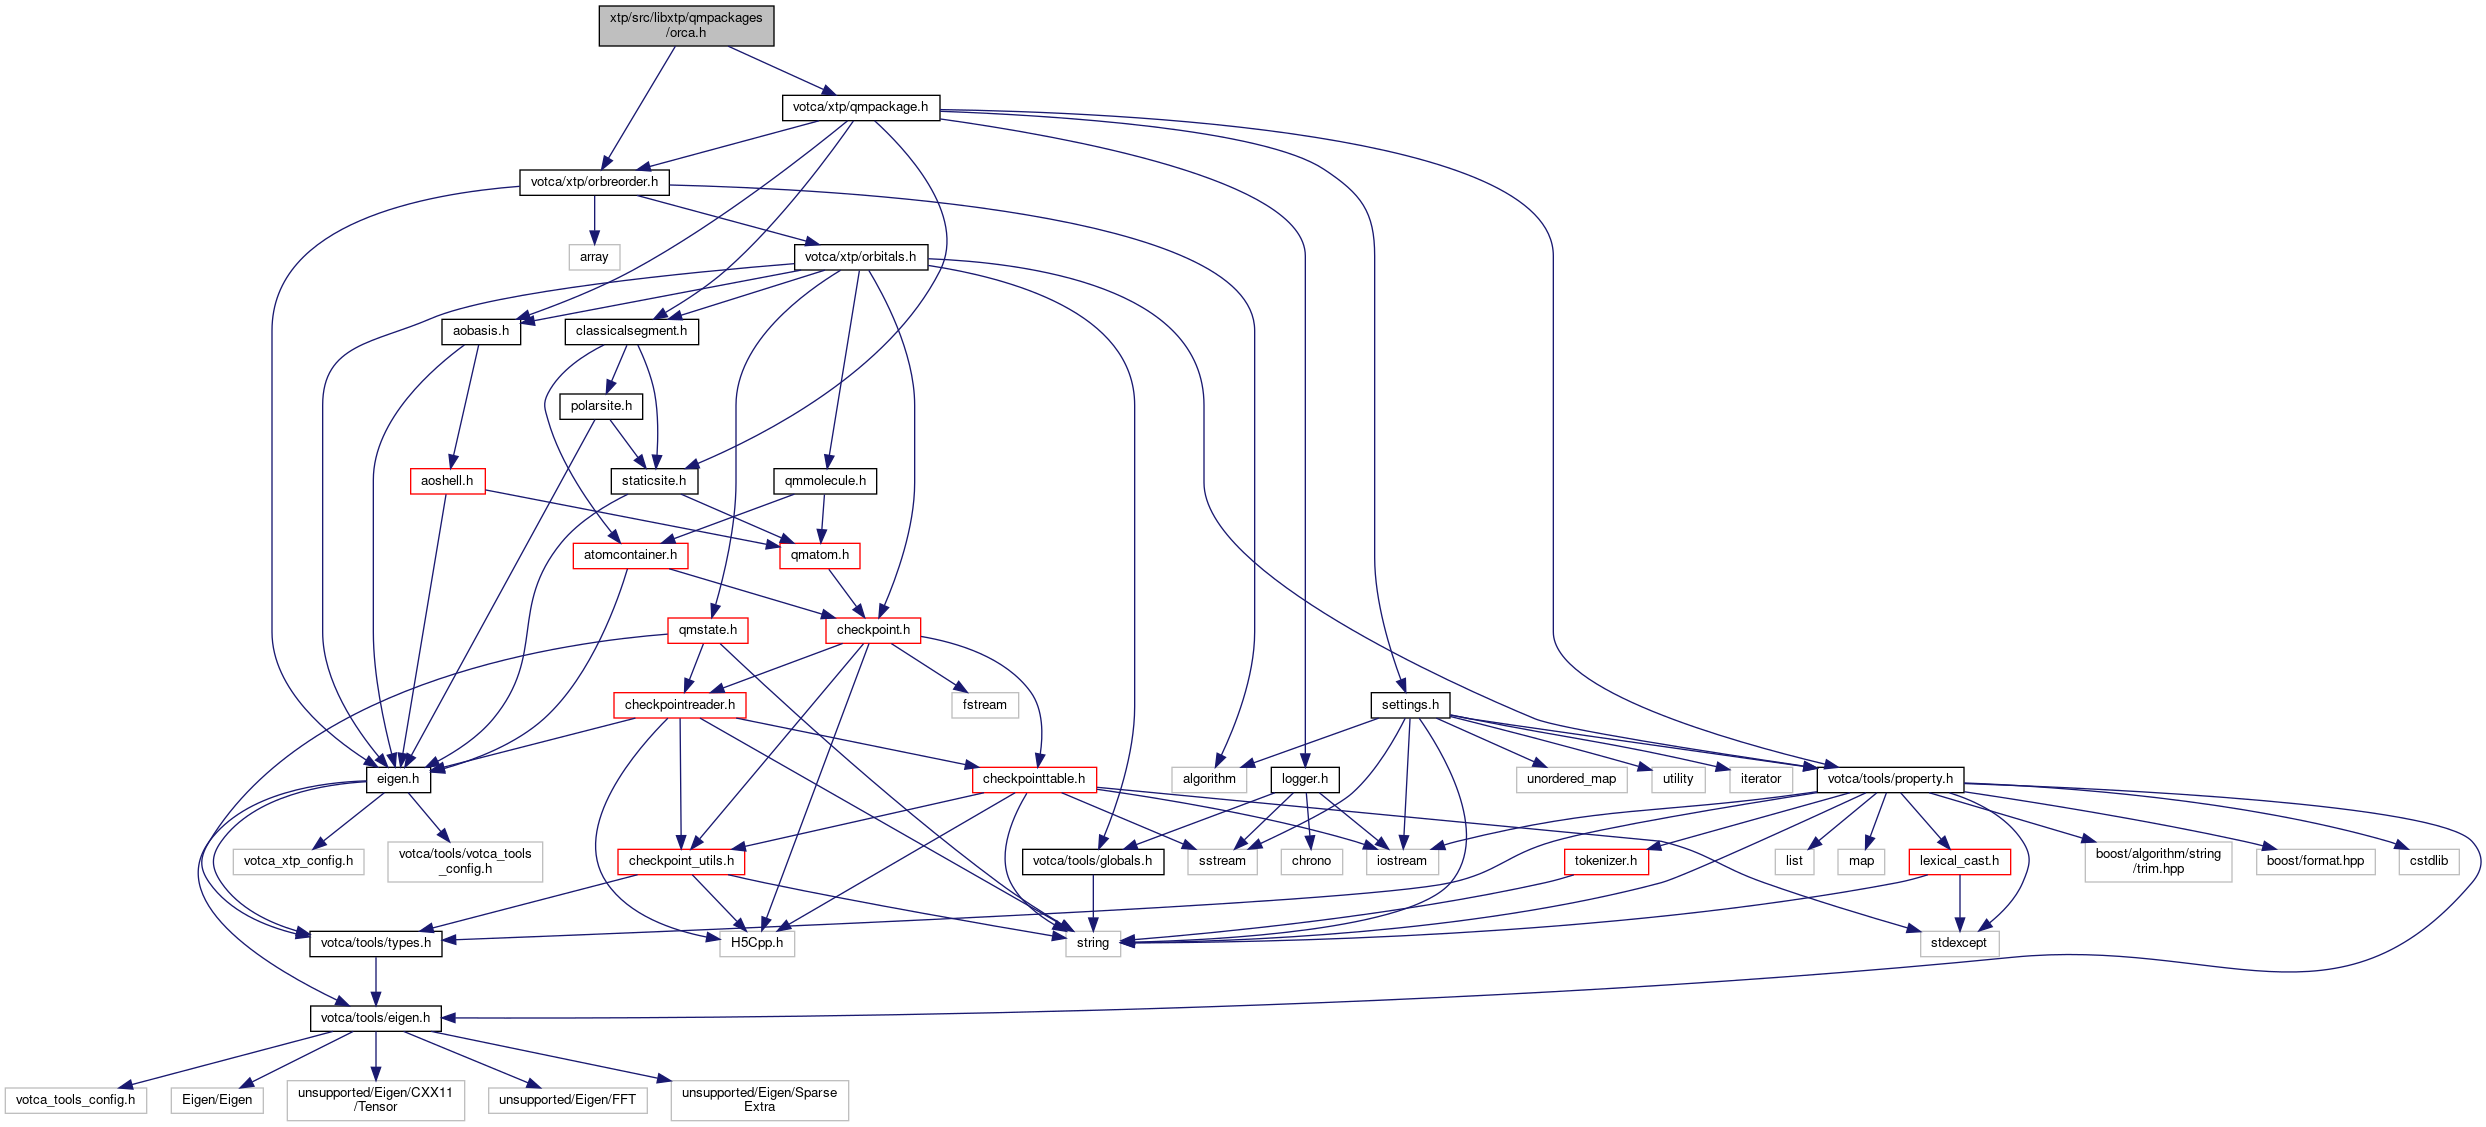 xtp/src/libxtp/qmpackages
/orca.h
votca/xtp/qmpackage.h
votca/xtp/orbreorder.h
array
votca/xtp/orbitals.h
aobasis.h
classicalsegment.h
polarsite.h
aoshell.h
staticsite.h
qmmolecule.h
atomcontainer.h
qmatom.h
qmstate.h
checkpoint.h
checkpointreader.h
fstream
settings.h
eigen.h
checkpointtable.h
algorithm
logger.h
unordered_map
utility
iterator
votca/tools/property.h
votca_xtp_config.h
votca/tools/votca_tools
_config.h
checkpoint_utils.h
votca/tools/globals.h
sstream
chrono
iostream
tokenizer.h
list
map
lexical_cast.h
boost/algorithm/string
/trim.hpp
boost/format.hpp
cstdlib
votca/tools/types.h
H5Cpp.h
string
stdexcept
votca/tools/eigen.h
votca_tools_config.h
Eigen/Eigen
unsupported/Eigen/CXX11
/Tensor
unsupported/Eigen/FFT
unsupported/Eigen/Sparse
Extra